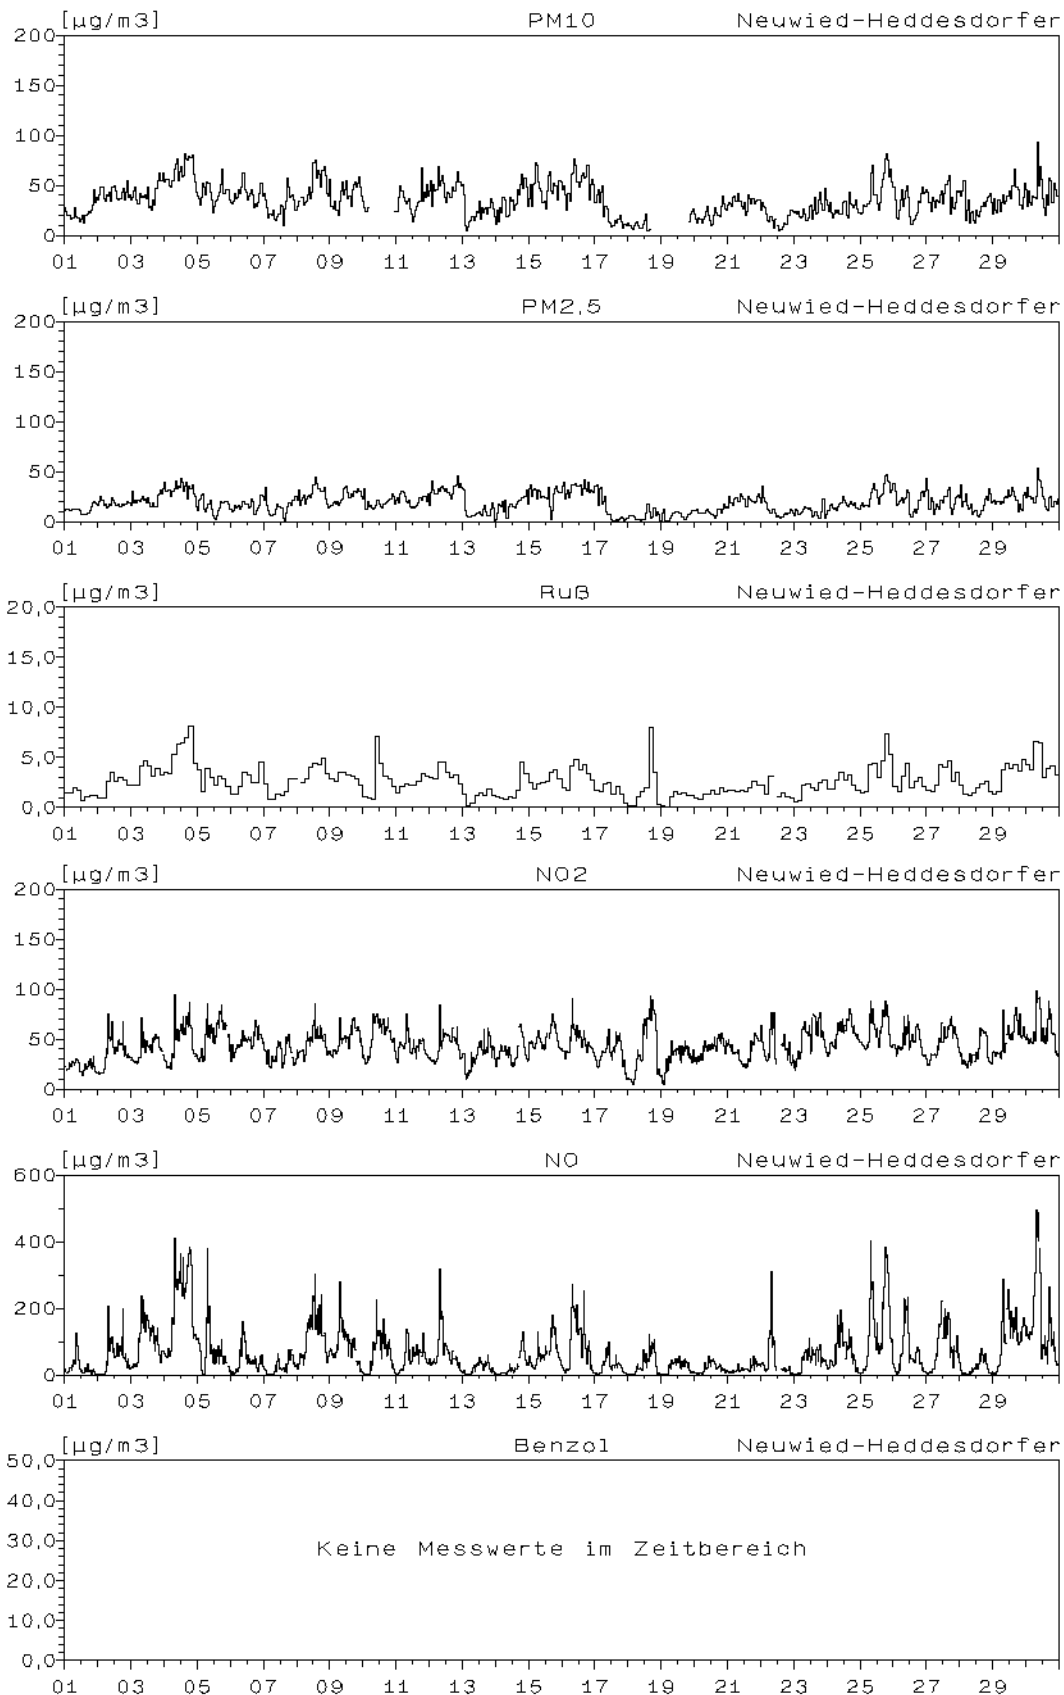 [µg/m3] PM10 Neuwied-Heddesdorfer
200
150
100
50
0
01 03 05 07 09 11 13 15 17 19 21 23 25 27 29
[µg/m3] PM2,5 Neuwied-Heddesdorfer
200
150
100
50
0
01 03 05 07 09 11 13 15 17 19 21 23 25 27 29
[µg/m3] Ruß Neuwied-Heddesdorfer
20,0
15,0
10,0
5,0
0,0
01 03 05 07 09 11 13 15 17 19 21 23 25 27 29
[µg/m3] NO2 Neuwied-Heddesdorfer
200
150
100
50
0
01 03 05 07 09 11 13 15 17 19 21 23 25 27 29
[µg/m3] NO Neuwied-Heddesdorfer
600
400
200
0
01 03 05 07 09 11 13 15 17 19 21 23 25 27 29
[µg/m3] Benzol Neuwied-Heddesdorfer
50,0
40,0
30,0
Keine Messwerte im Zeitbereich
20,0
10,0
0,0
01 03 05 07 09 11 13 15 17 19 21 23 25 27 29